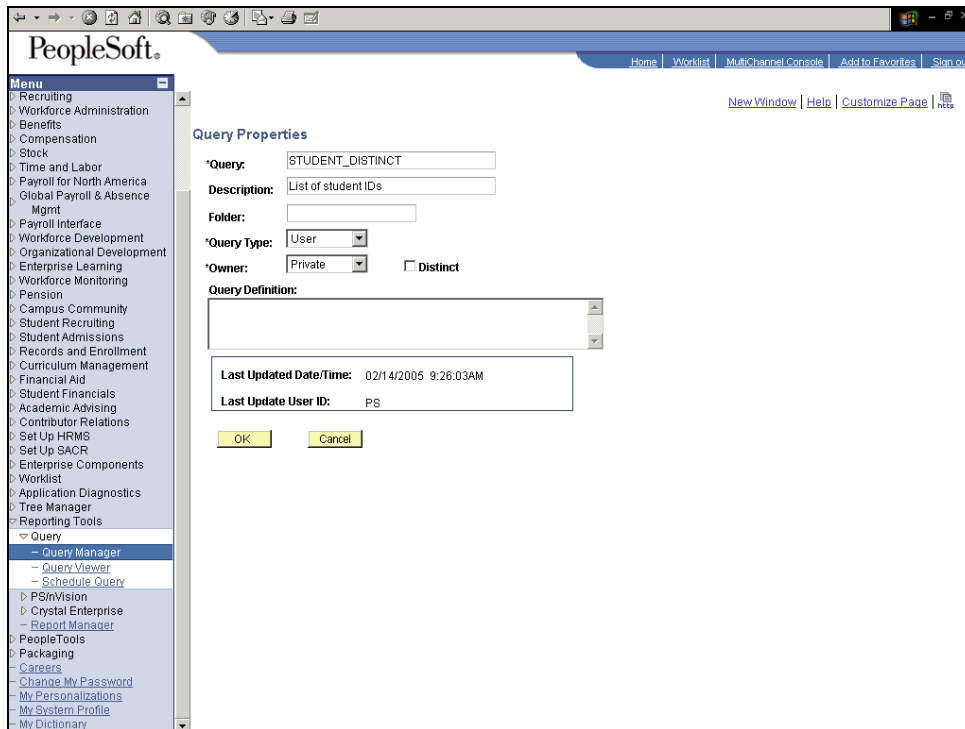 PeopleSoft.
Home | Worklist | MultiChannel Console | Add to Favorites | Sign ou
Menu
Recruiting
Workforce Administration
Benefits
Compensation
Stock
Time and Labor
Payroll for North America
Global Payroll & Absence
Mgmt
Payroll Interface
Workforce Development
Organizational Development
Enterprise Learning
Workforce Monitoring
Pension
Campus Community
Student Recruiting
Student Admissions
Records and Enrollment
Curriculum Management
Financial Aid
Student Financials
Academic Advising
Contributor Relations
Set Up HRMS
Set Up SACR
Enterprise Components
Worklist
Application Diagnostics
Tree Manager
Reporting Tools
Query
– Query Manager
– Query Viewer
– Schedule Query
PS/nVision
Crystal Enterprise
– Report Manager
PeopleTools
Packaging
– Careers
– Change My Password
– My Personalizations
– My System Profile
– My Dictionary
New Window | Help | Customize Page | http
Query Properties
*Query: STUDENT_DISTINCT
Description: List of student IDs
Folder:
*Query Type: User
*Owner: Private Distinct
Query Definition:
Last Updated Date/Time: 02/14/2005 9:26:03AM
Last Update User ID: PS
OK Cancel